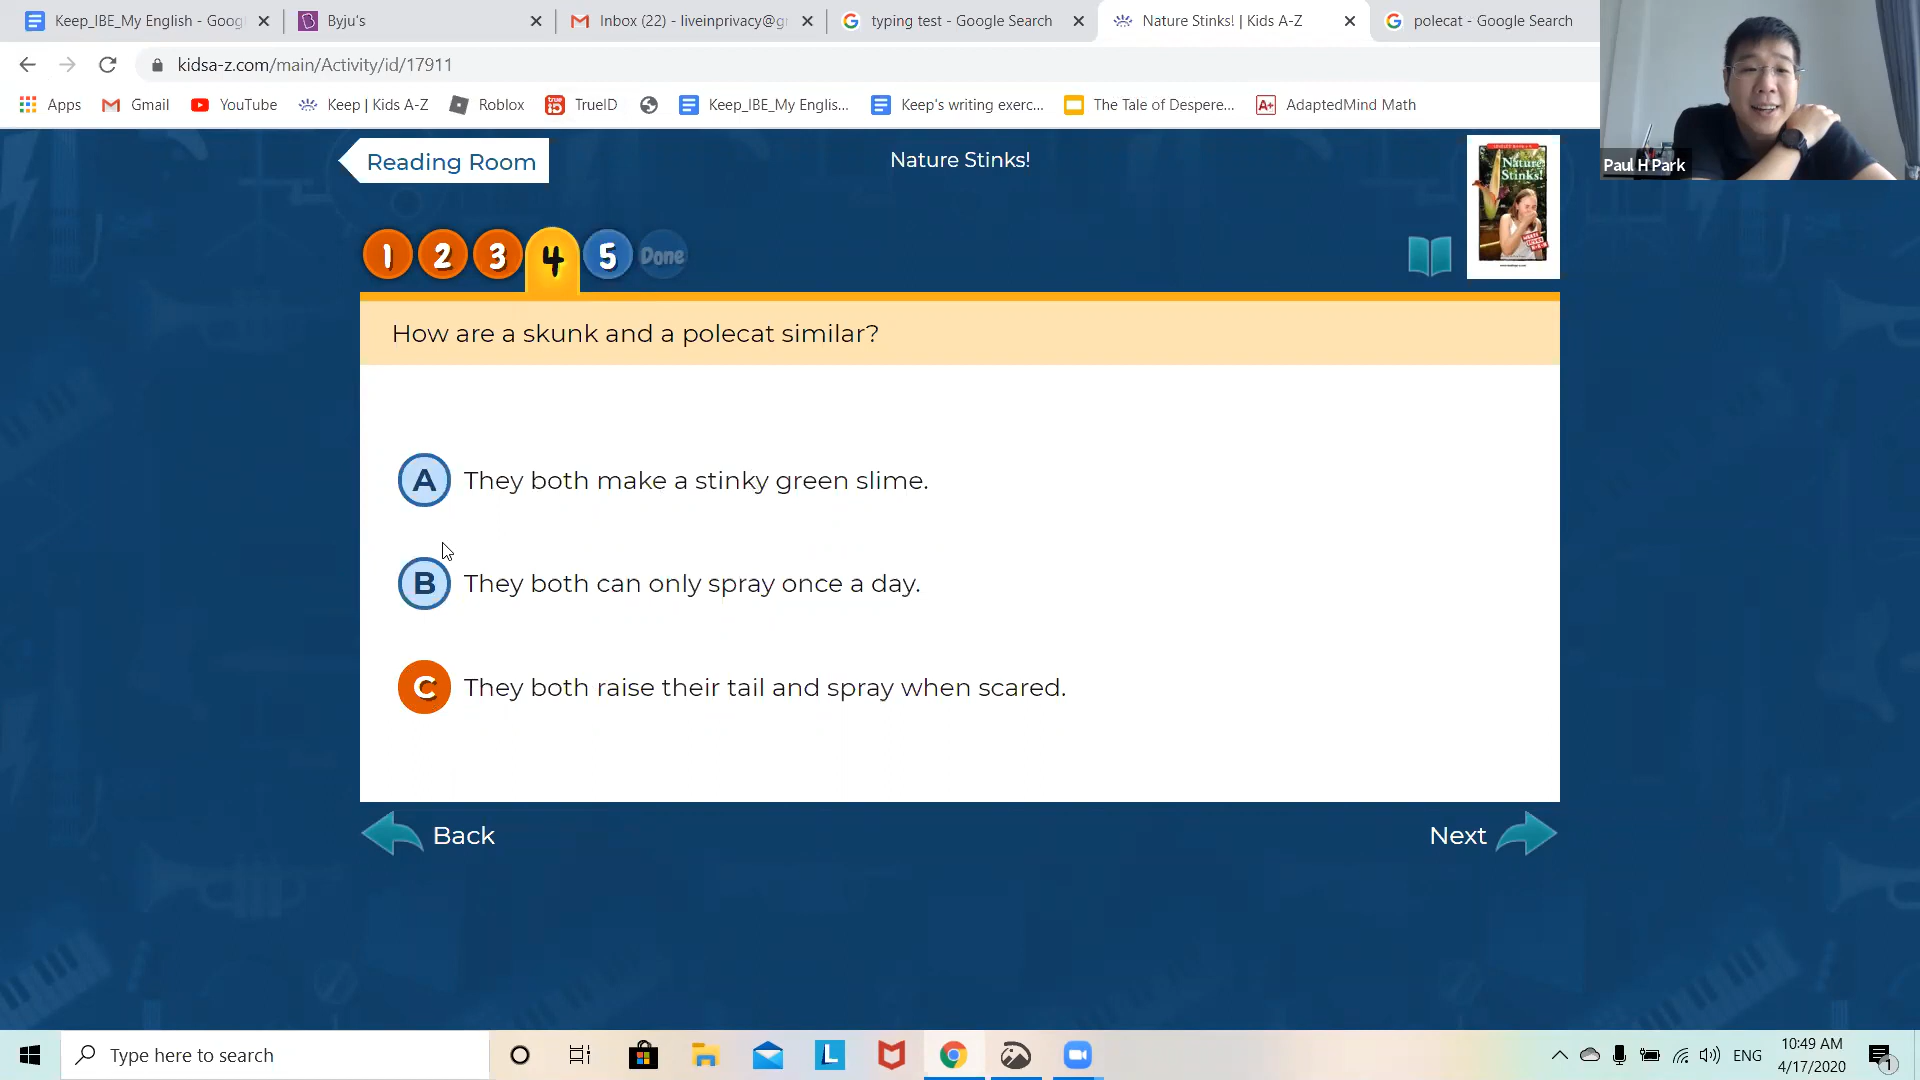 Keep_IBE_My English - Goog
Byju's
Inbox (22) - liveinprivacy@gr
typing test - Google Search
Nature Stinks! | Kids A-Z
polecat - Google Search
kidsa-z.com/main/Activity/id/17911
Apps
Gmail
YouTube
Keep | Kids A-Z
Roblox
TrueID
Keep_IBE_My Englis...
Keep's writing exerc...
The Tale of Despere...
A+
AdaptedMind Math
Paul H Park
Reading Room
Nature Stinks!
Nature
Stinks!
1 2 3 4 5 Done
How are a skunk and a polecat similar?
A They both make a stinky green slime.
B They both can only spray once a day.
C They both raise their tail and spray when scared.
Back
Next
Type here to search
L
ENG
10:49 AM
4/17/2020
1